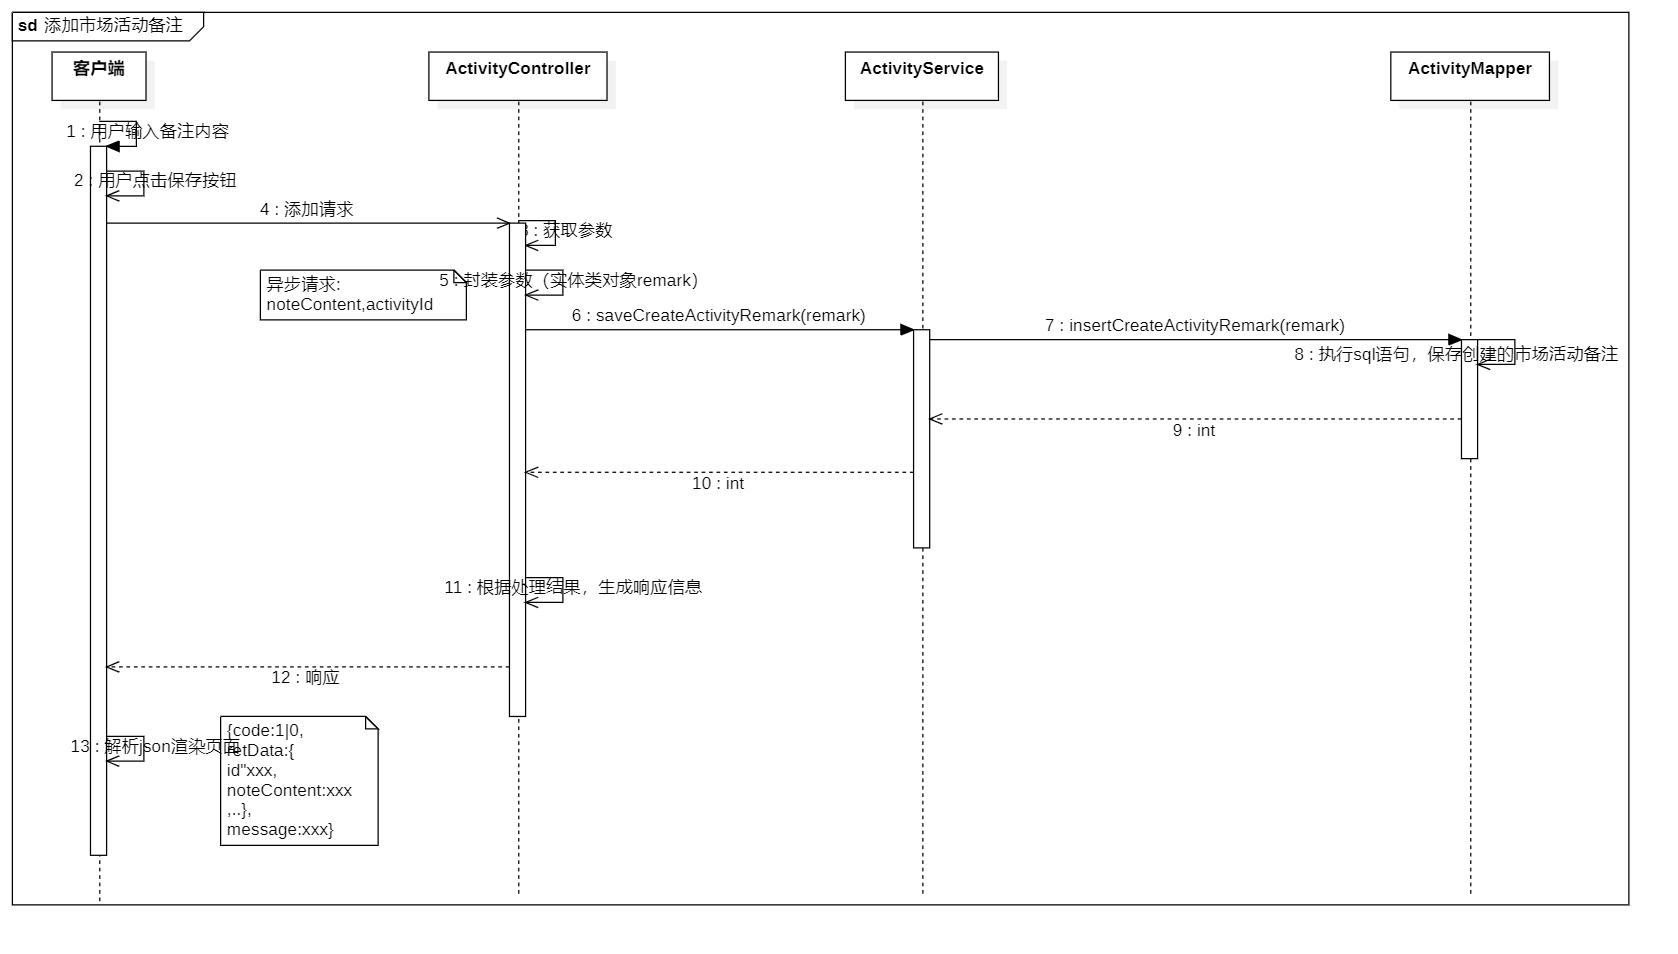 sd 添加市场活动备注
客户端
ActivityController
ActivityService
ActivityMapper
1 : 用户输入备注内容
2 : 用户点击保存按钮
4 : 添加请求
3 : 获取参数
异步请求:
noteContent,activityId
5 : 封装参数（实体类对象remark）
6 : saveCreateActivityRemark(remark)
7 : insertCreateActivityRemark(remark)
8 : 执行sql语句，保存创建的市场活动备注
9 : int
10 : int
11 : 根据处理结果，生成响应信息
12 : 响应
13 : 解析json渲染页面
{code:1|0,
retData:{
id"xxx,
noteContent:xxx
,..},
message:xxx}